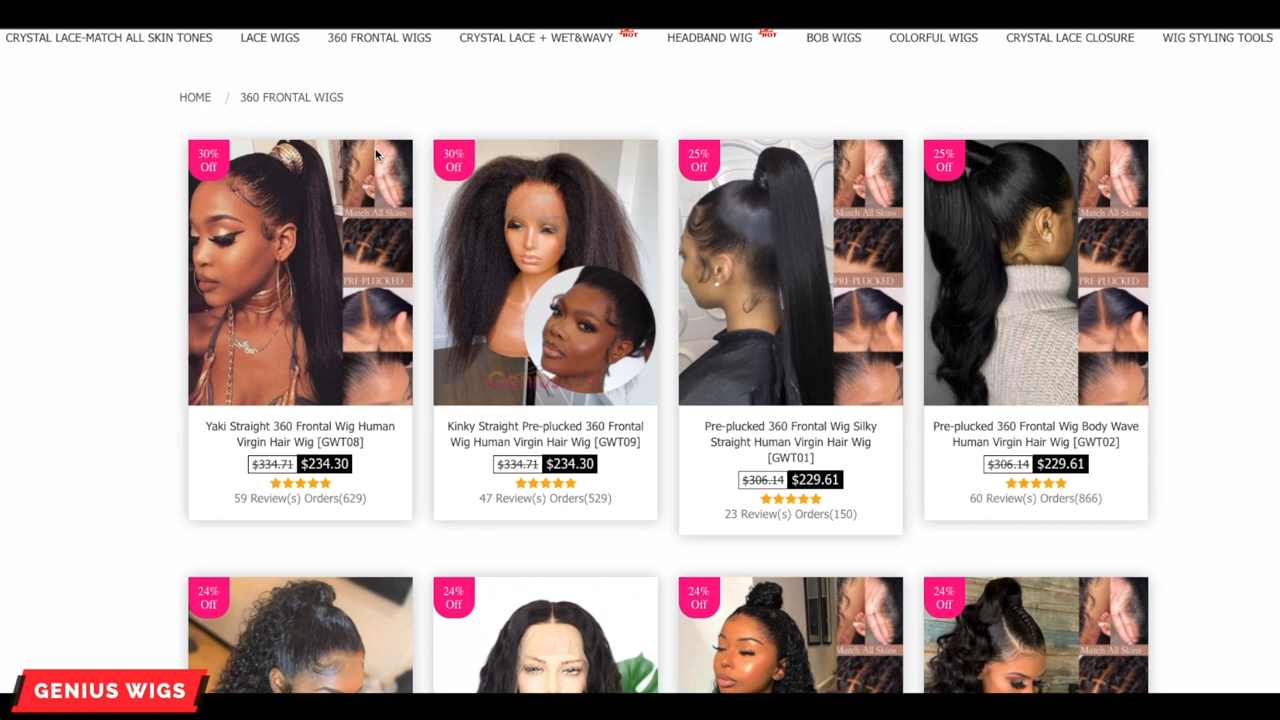 CRYSTAL LACE-MATCH ALL SKIN TONES LACE WIGS 360 FRONTAL WIGS CRYSTAL LACE + WET&WAVY HOT HEADBAND WIG HOT BOB WIGS COLORFUL WIGS CRYSTAL LACE CLOSURE WIG STYLING TOOLS
HOME / 360 FRONTAL WIGS
30%
Off
Match All Skins
PRE-PLUCKED
Yaki Straight 360 Frontal Wig Human
Virgin Hair Wig [GWT08]
$334.71 $234.30
59 Review(s) Orders(629)
30%
Off
Kinky Straight Pre-plucked 360 Frontal
Wig Human Virgin Hair Wig [GWT09]
$334.71 $234.30
47 Review(s) Orders(529)
25%
Off
Match All Skins
PRE-PLUCKED
Pre-plucked 360 Frontal Wig Silky
Straight Human Virgin Hair Wig
[GWT01]
$306.14 $229.61
23 Review(s) Orders(150)
25%
Off
Match All Skins
PRE-PLUCKED
Pre-plucked 360 Frontal Wig Body Wave
Human Virgin Hair Wig [GWT02]
$306.14 $229.61
60 Review(s) Orders(866)
24%
Off
24%
Off
24%
Off
Match All Skins
24%
Off
Match All Skins
GENIUS WIGS